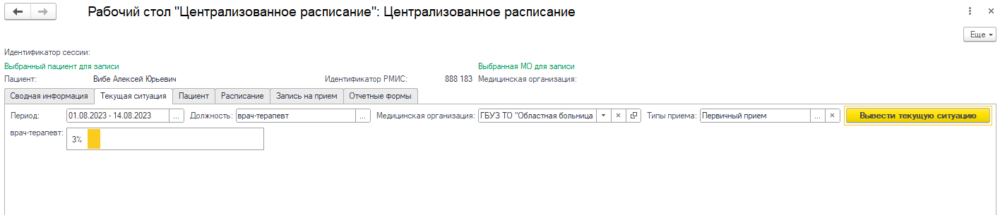 Рабочий стол "Централизованное расписание": Централизованное расписание
Еще
Идентификатор сессии:
Выбранный пациент для записи Выбранная МО для записи
Пациент: Вибе Алексей Юрьевич Идентификатор РМИС: 888 183 Медицинская организация:
Сводная информация Текущая ситуация Пациент Расписание Запись на прием Отчетные формы
Период: 01.08.2023 - 14.08.2023 ... Должность: врач-терапевт ... Медицинская организация: ГБУЗ ТО "Областная больница Типы приема: Первичный прием ... Вывести текущую ситуацию
врач-терапевт: 3%